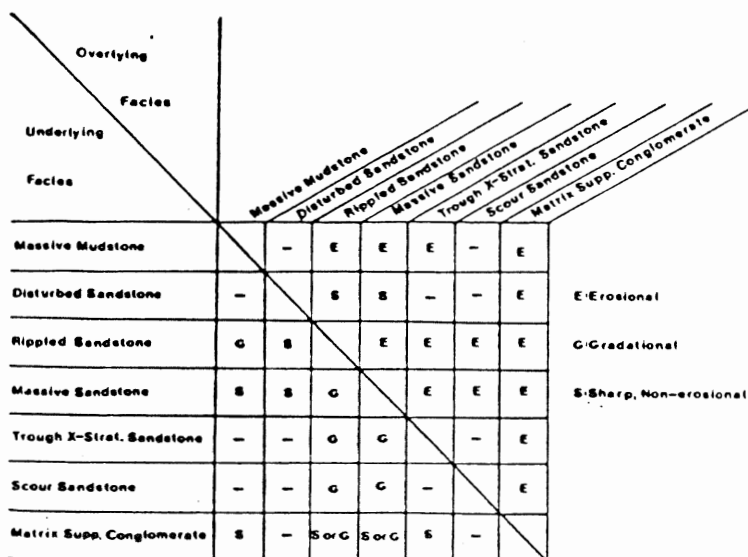 Overlying
Facies
Underlying
Facies
Massive Mudstone
Disturbed Sandstone
Rippled Sandstone
Massive Sandstone
Trough X-Strat. Sandstone
Scour Sandstone
Matrix Supp. Conglomerate
Massive Mudstone – E E E – E
Disturbed Sandstone – S S – – E
E:Erosional
Rippled Sandstone G S E E E E
G:Gradational
Massive Sandstone S S G E E E
S:Sharp, Non-erosional
Trough X-Strat. Sandstone – – G G – E
Scour Sandstone – – G G – E
Matrix Supp. Conglomerate S – S or G S or G S –